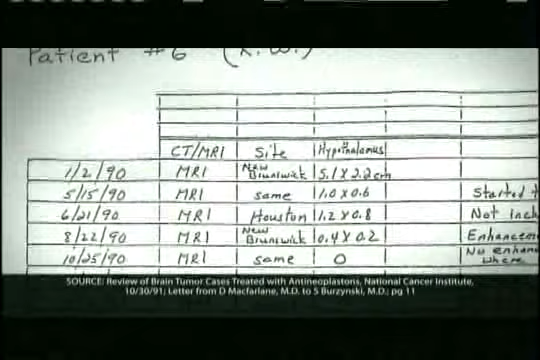 Patient #6 (K.W.)
CT/MRI Site Hypothalamus
1/2/90 MRI New Brunswick 5.1 x 2.2 cm
5/15/90 MRI same 1.0 x 0.6 Started
6/21/90 MRI Houston 1.2 x 0.8 Not
8/22/90 MRI New Brunswick 0.4 x 0.2
10/25/90 MRI same 0 No
where
SOURCE: Review of Brain Tumor Cases Treated with Antineoplastons, National Cancer Institute,
10/30/91; Letter from D Macfarlane, M.D. to S Burzynski, M.D.; pg 11